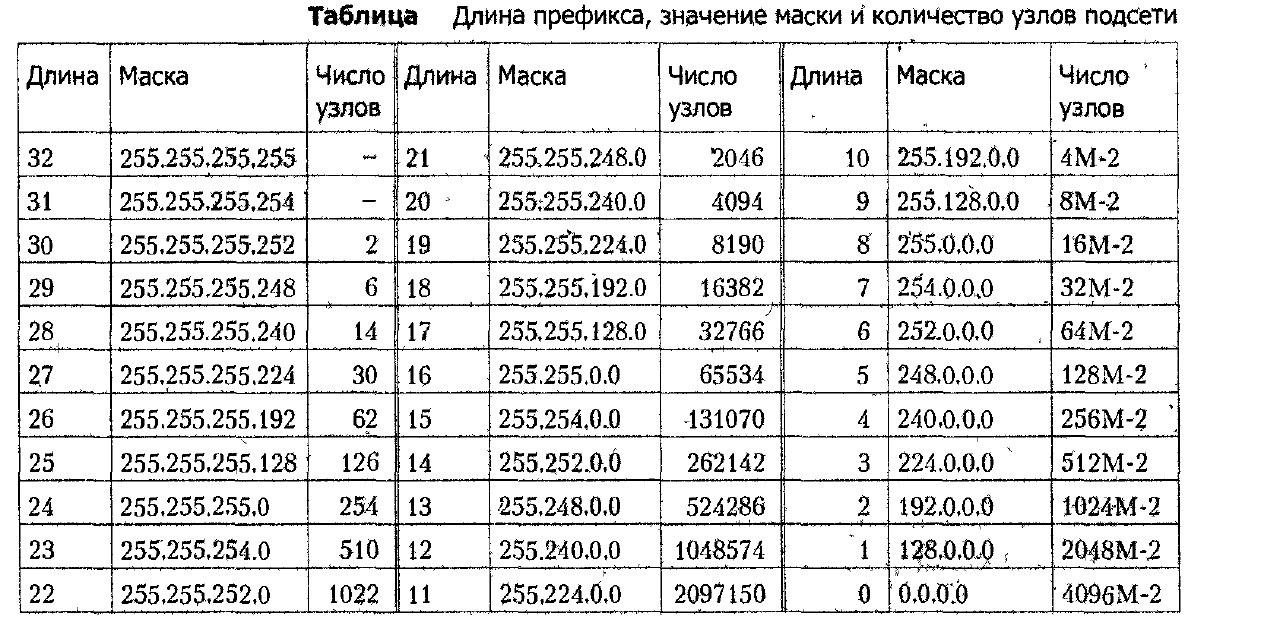 Таблица Длина префикса, значение маски и количество узлов подсети
Длина Маска Число узлов Длина Маска Число узлов Длина Маска Число узлов
32 255.255.255.255 – 21 255.255.248.0 2046 10 255.192.0.0 4M-2
31 255.255.255.254 – 20 255.255.240.0 4094 9 255.128.0.0 8M-2
30 255.255.255.252 2 19 255.255.224.0 8190 8 255.0.0.0 16M-2
29 255.255.255.248 6 18 255.255.192.0 16382 7 254.0.0.0 32M-2
28 255.255.255.240 14 17 255.255.128.0 32766 6 252.0.0.0 64M-2
27 255.255.255.224 30 16 255.255.0.0 65534 5 248.0.0.0 128M-2
26 255.255.255.192 62 15 255.254.0.0 131070 4 240.0.0.0 256M-2
25 255.255.255.128 126 14 255.252.0.0 262142 3 224.0.0.0 512M-2
24 255.255.255.0 254 13 255.248.0.0 524286 2 192.0.0.0 1024M-2
23 255.255.254.0 510 12 255.240.0.0 1048574 1 128.0.0.0 2048M-2
22 255.255.252.0 1022 11 255.224.0.0 2097150 0 0.0.0.0 4096M-2